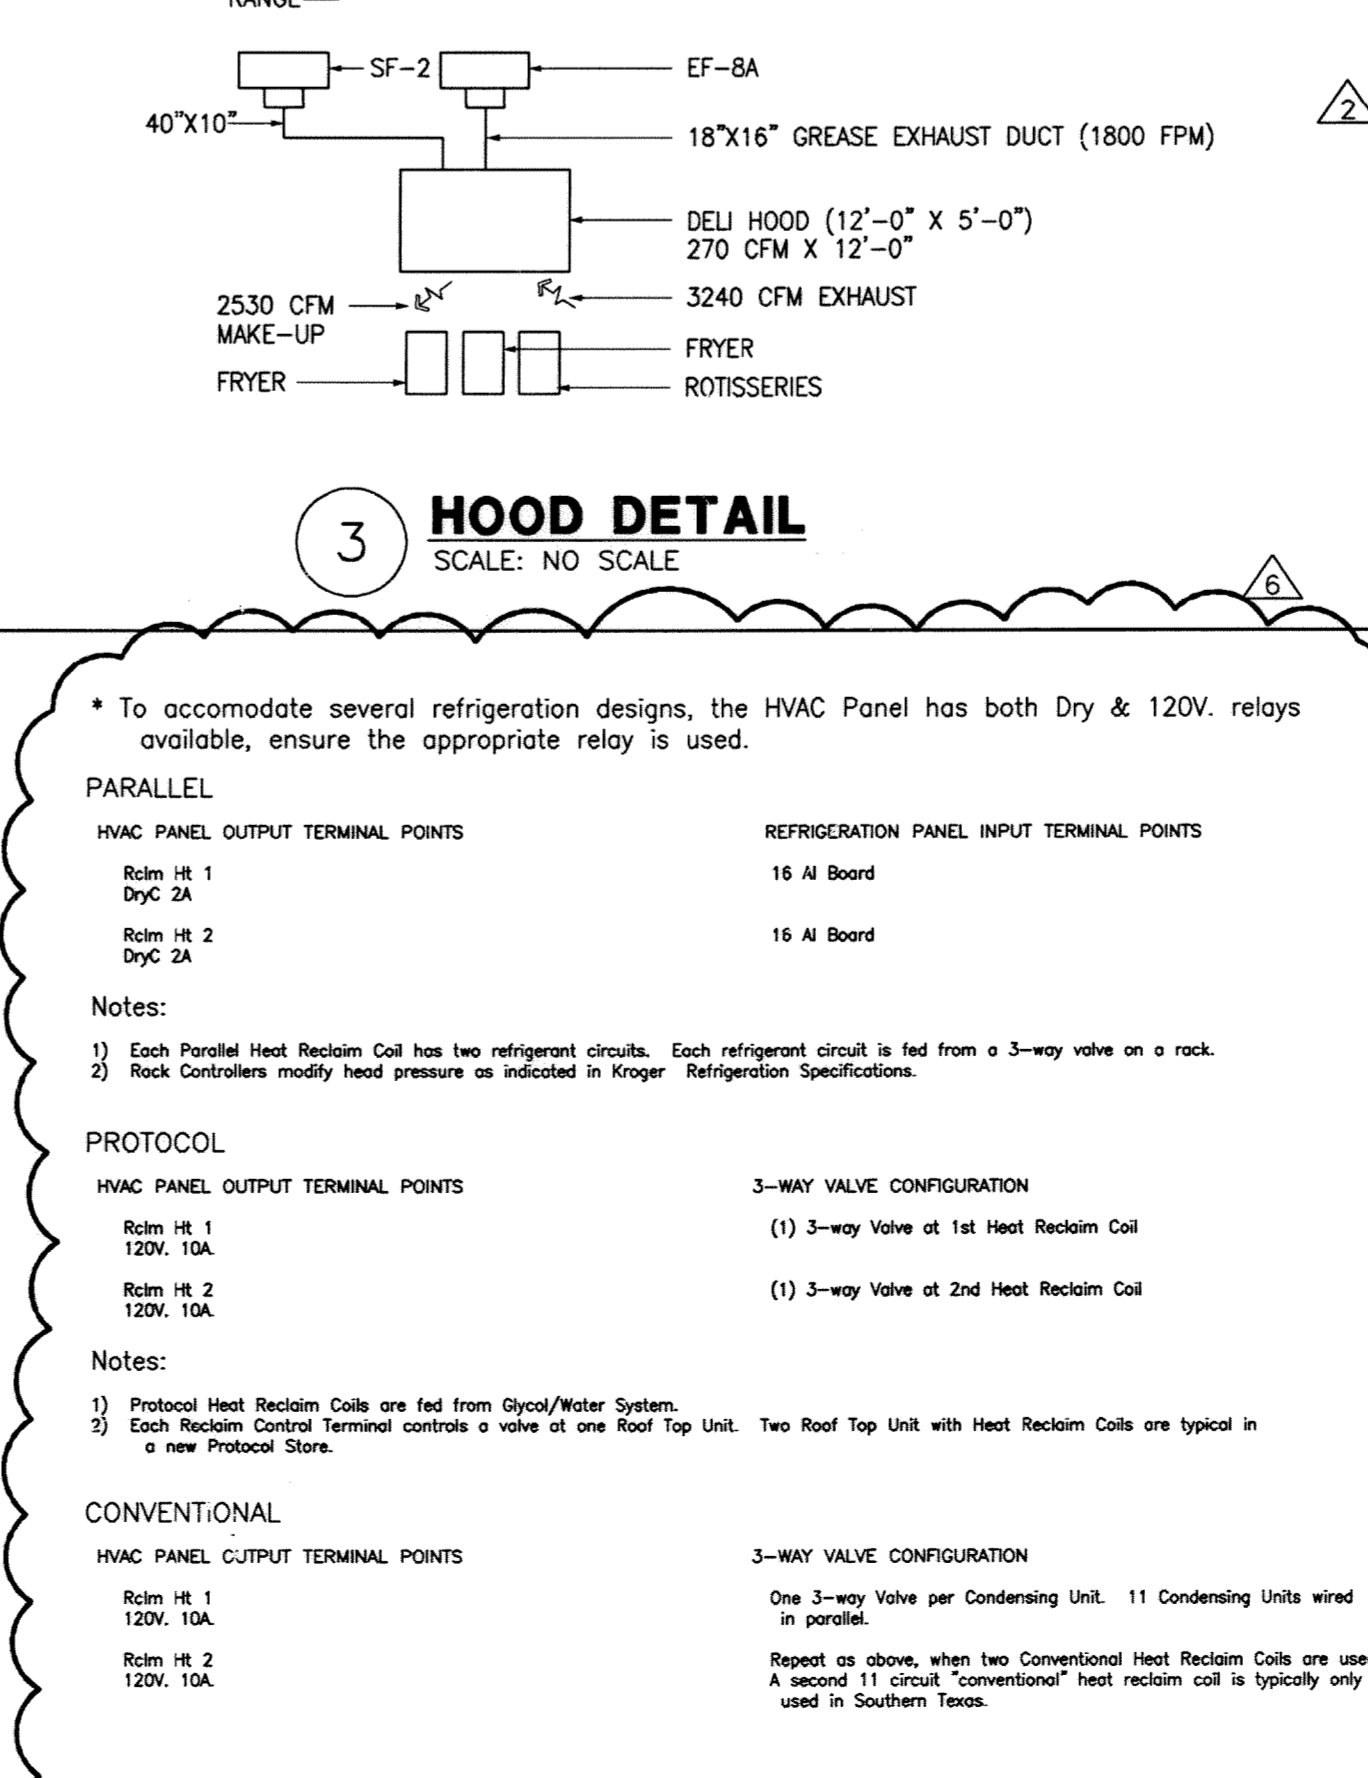 RANGE
SF-2
EF-8A
40"X10"
18"X16" GREASE EXHAUST DUCT (1800 FPM)
2
DELI HOOD (12'-0" X 5'-0")
270 CFM X 12'-0"
2530 CFM
MAKE-UP
3240 CFM EXHAUST
FRYER
FRYER
ROTISSERIES
3
HOOD DETAIL
SCALE: NO SCALE
6
* To accomodate several refrigeration designs, the HVAC Panel has both Dry & 120V. relays
available, ensure the appropriate relay is used.
PARALLEL
HVAC PANEL OUTPUT TERMINAL POINTS
REFRIGERATION PANEL INPUT TERMINAL POINTS
Rclm Ht 1
DryC 2A
16 AI Board
Rclm Ht 2
DryC 2A
16 AI Board
Notes:
1) Each Parallel Heat Reclaim Coil has two refrigerant circuits. Each refrigerant circuit is fed from a 3-way valve on a rack.
2) Rack Controllers modify head pressure as indicated in Kroger Refrigeration Specifications.
PROTOCOL
HVAC PANEL OUTPUT TERMINAL POINTS
3-WAY VALVE CONFIGURATION
Rclm Ht 1
120V. 10A.
(1) 3-way Valve at 1st Heat Reclaim Coil
Rclm Ht 2
120V. 10A.
(1) 3-way Valve at 2nd Heat Reclaim Coil
Notes:
1) Protocol Heat Reclaim Coils are fed from Glycol/Water System.
2) Each Reclaim Control Terminal controls a valve at one Roof Top Unit. Two Roof Top Unit with Heat Reclaim Coils are typical in
a new Protocol Store.
CONVENTIONAL
HVAC PANEL OUTPUT TERMINAL POINTS
3-WAY VALVE CONFIGURATION
Rclm Ht 1
120V. 10A.
One 3-way Valve per Condensing Unit. 11 Condensing Units wired
in parallel.
Rclm Ht 2
120V. 10A.
Repeat as above, when two Conventional Heat Reclaim Coils are use
A second 11 circuit "conventional" heat reclaim coil is typically only
used in Southern Texas.